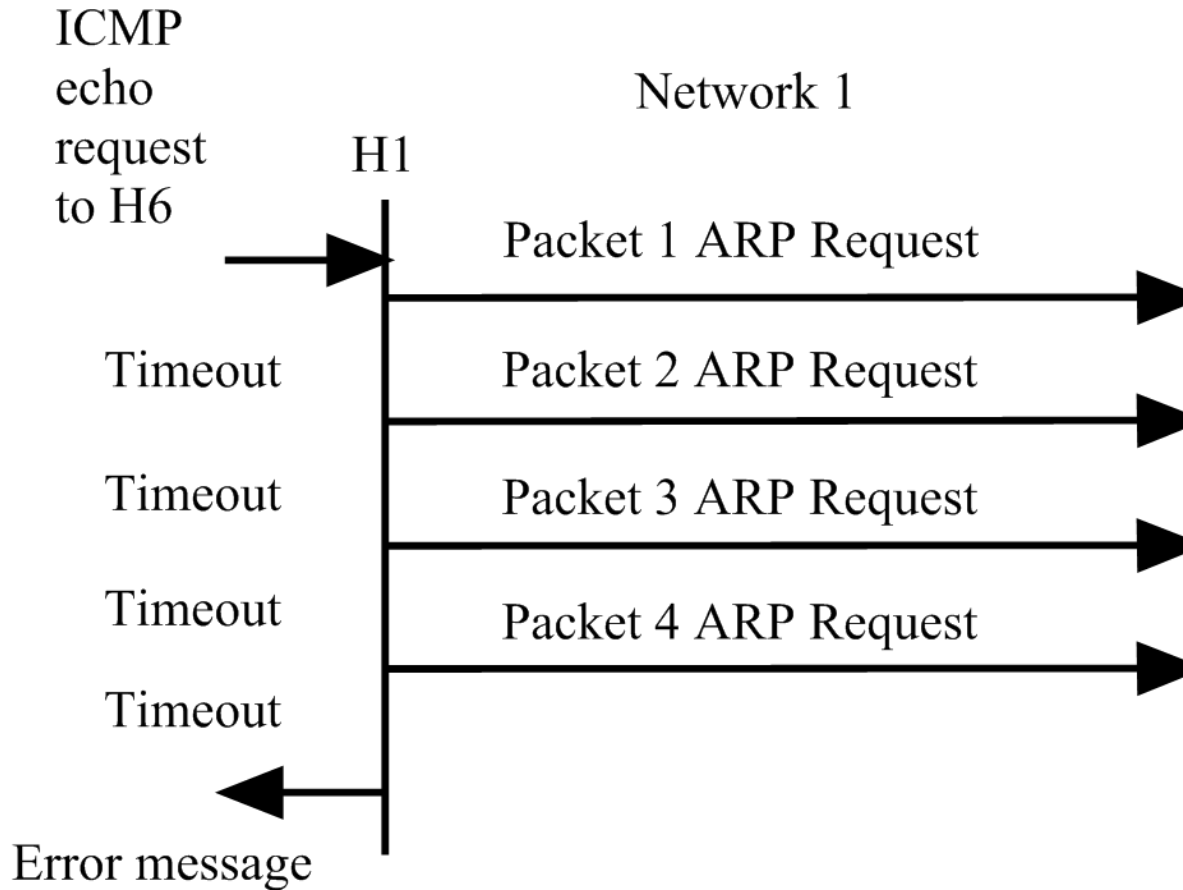 ICMP
echo
request
to H6
Network 1
H1
Packet 1 ARP Request
Timeout
Packet 2 ARP Request
Timeout
Packet 3 ARP Request
Timeout
Packet 4 ARP Request
Timeout
Error message